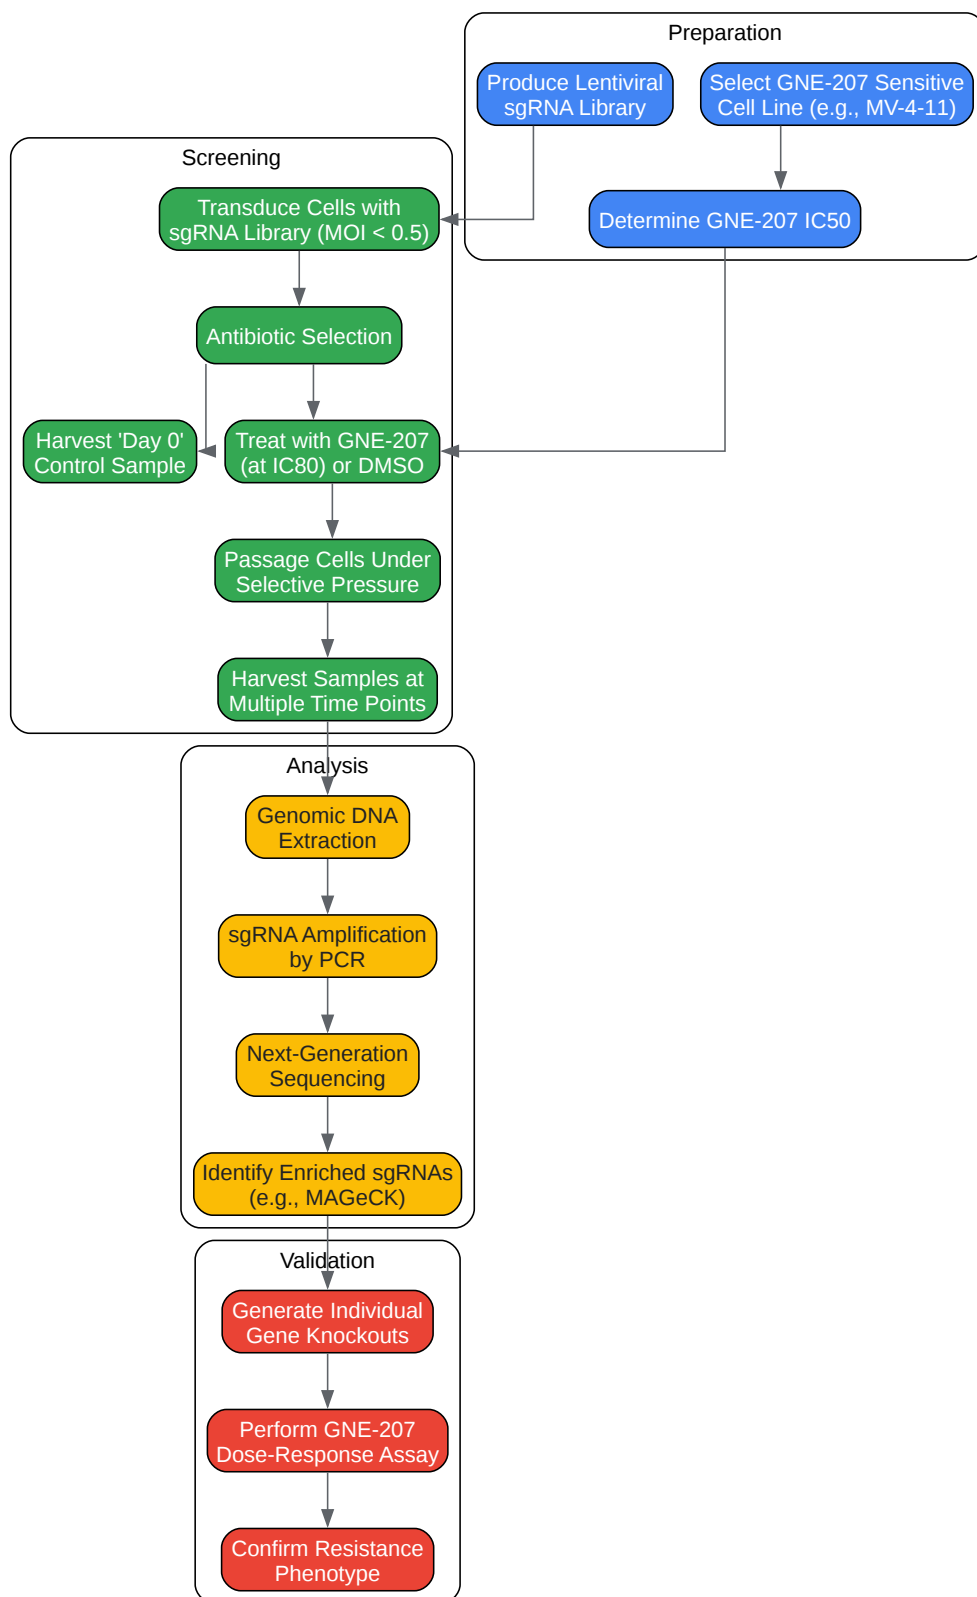 Preparation
Produce Lentiviral
sgRNA Library
Select GNE-207 Sensitive
Cell Line (e.g., MV-4-11)
Determine GNE-207 IC50
Screening
Transduce Cells with
sgRNA Library (MOI < 0.5)
Antibiotic Selection
Harvest 'Day 0'
Control Sample
Treat with GNE-207
(at IC80) or DMSO
Passage Cells Under
Selective Pressure
Harvest Samples at
Multiple Time Points
Analysis
Genomic DNA
Extraction
sgRNA Amplification
by PCR
Next-Generation
Sequencing
Identify Enriched sgRNAs
(e.g., MAGeCK)
Validation
Generate Individual
Gene Knockouts
Perform GNE-207
Dose-Response Assay
Confirm Resistance
Phenotype